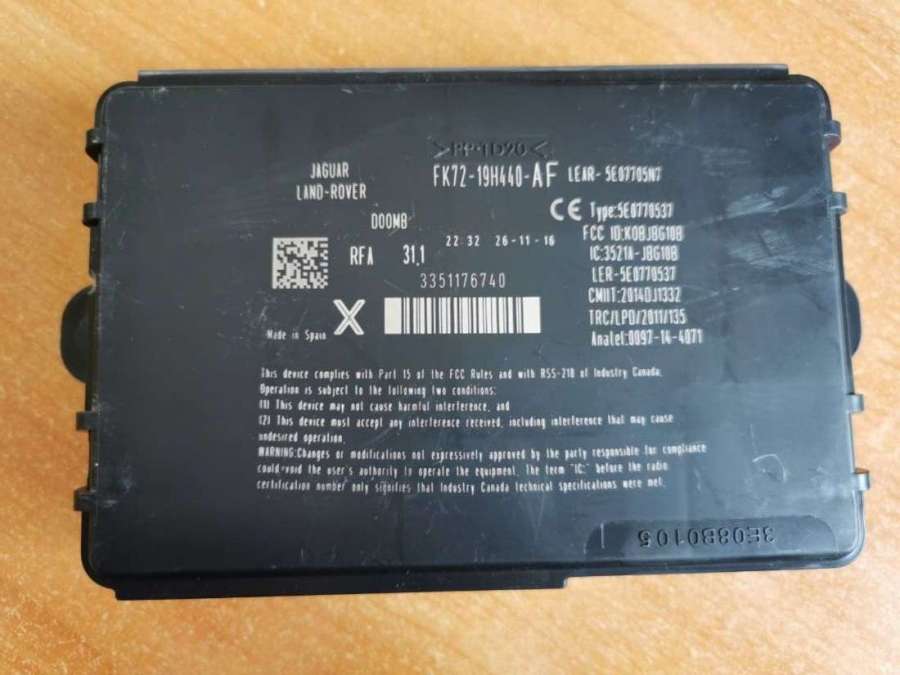 >PP-TD20<
JAGUAR
LAND-ROVER
FK72-19H440-AF LEAR- 5E07705N7
D00MB
CE Type:5E0770537
FCC ID:KOBJBG10B
IC:3521A-JBG10B
LER-5E0770537
CMIIT:2014DJ1332
TRC/LPD/2011/135
Anatel:0097-14-4071
22 32 26-11-16
RFA 31.1
3351176740
Made in Spain X
This device complies with Part 15 of the FCC Rules and with RSS-210 of Industry Canada.
Operation is subject to the following two conditions:
(1) This device may not cause harmful interference, and
(2) This device must accept any interference received, including interference that may cause
undesired operation.
WARNING:Changes or modifications not expressively approved by the party responsible for compliance
could void the user's authority to operate the equipment. The term "IC:" before the radio
certification number only signifies that Industry Canada technical specifications were met.
3E08B0105